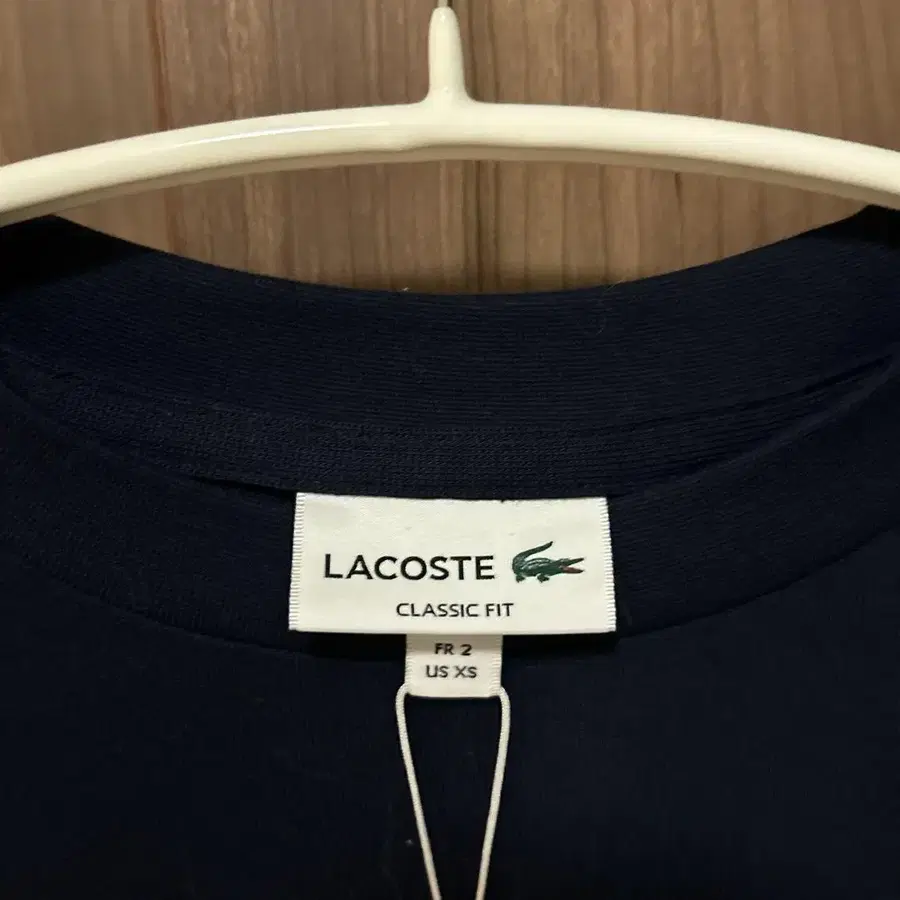 LACOSTE
CLASSIC FIT
FR 2
US XS